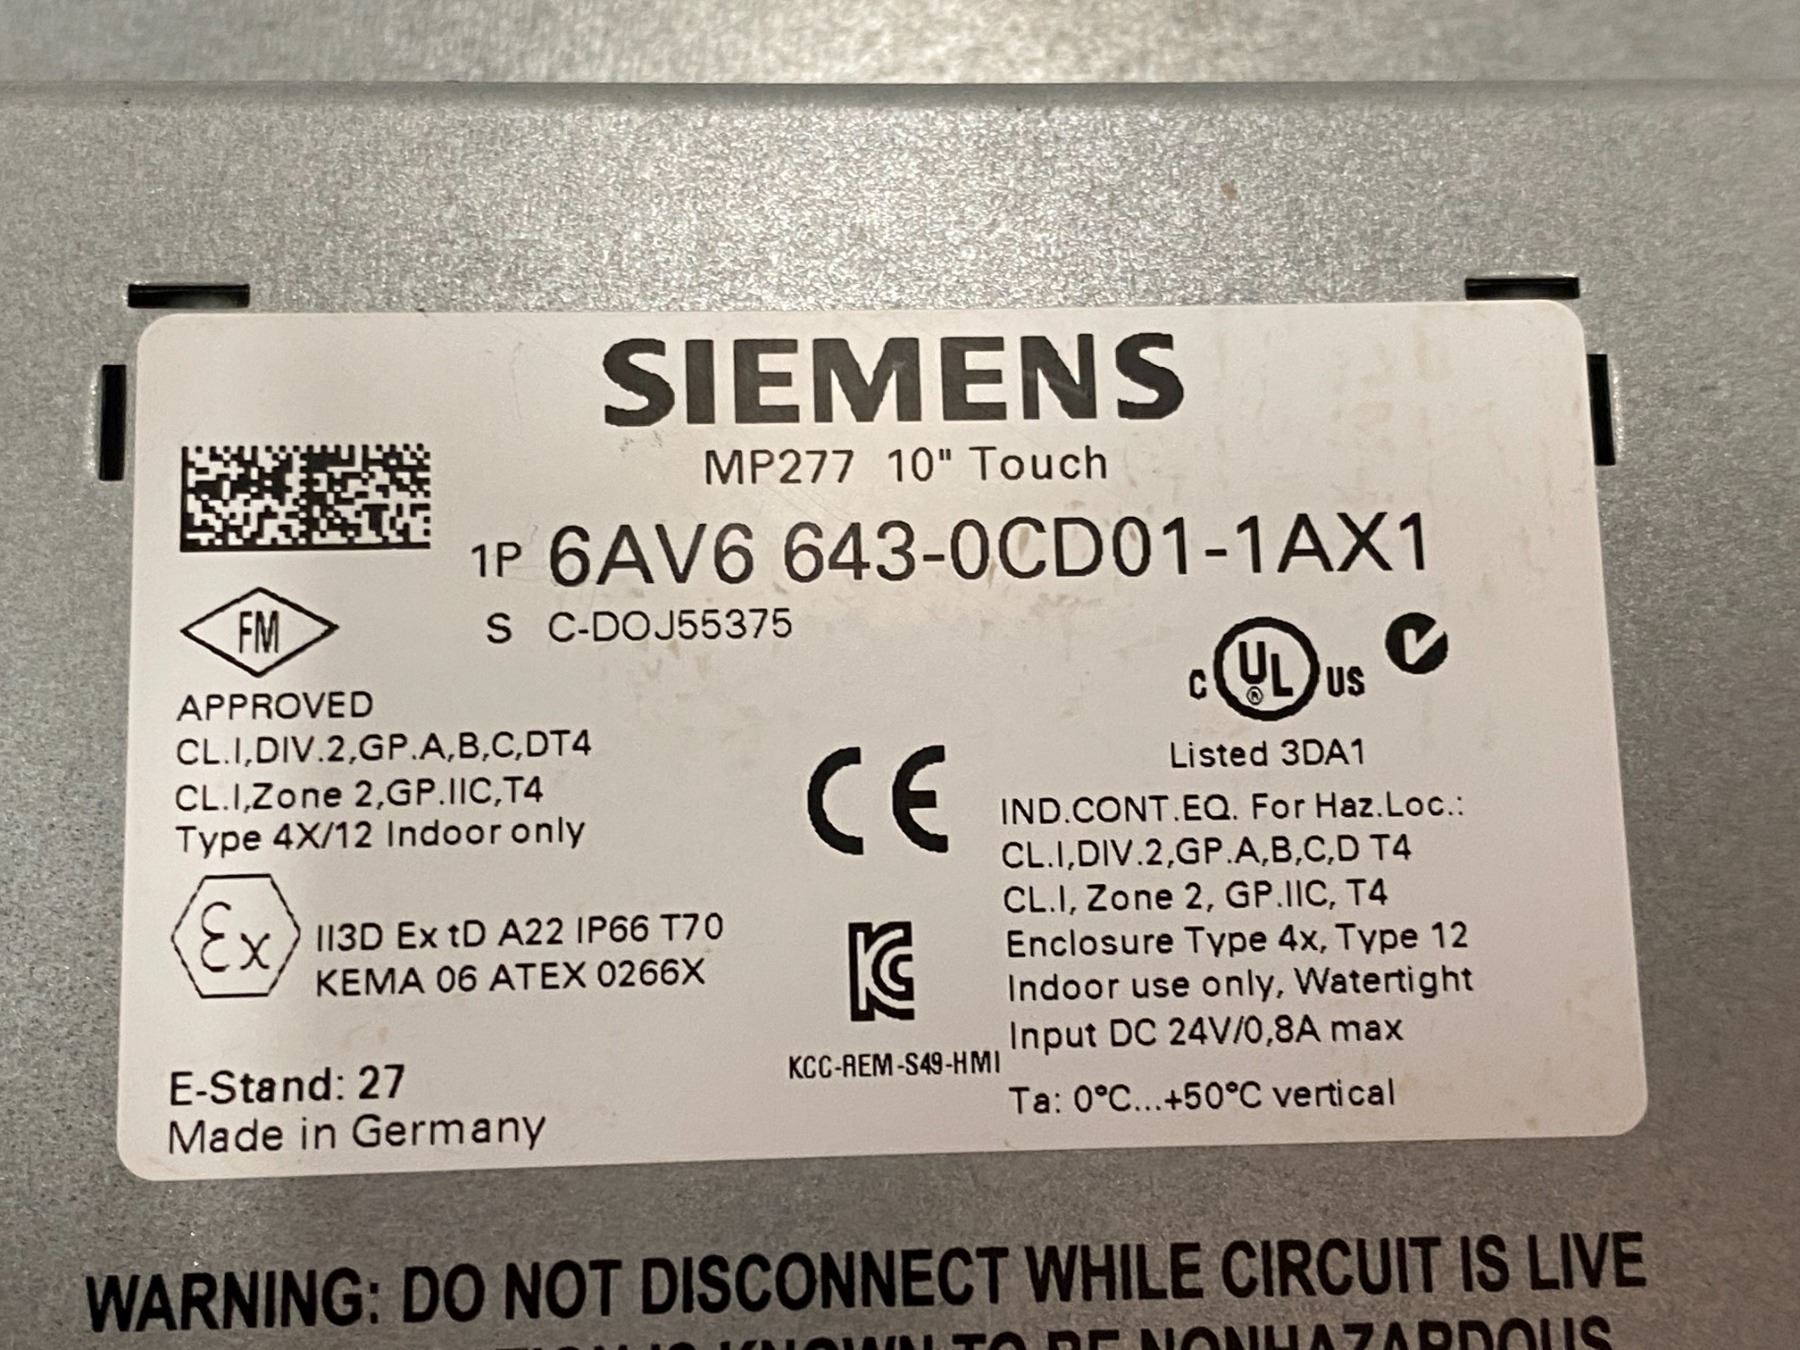 SIEMENS
MP277 10" Touch
1P 6AV6 643-0CD01-1AX1
S C-DOJ55375
FM
APPROVED
CL.I,DIV.2,GP.A,B,C,DT4
CL.I,Zone 2,GP.IIC,T4
Type 4X/12 Indoor only
Ex
II3D Ex tD A22 IP66 T70
KEMA 06 ATEX 0266X
E-Stand: 27
Made in Germany
CE
KCC-REM-S49-HMI
C UL ® US
Listed 3DA1
IND.CONT.EQ. For Haz.Loc.:
CL.I,DIV.2,GP.A,B,C,D T4
CL.I, Zone 2, GP.IIC, T4
Enclosure Type 4x, Type 12
Indoor use only, Watertight
Input DC 24V/0,8A max
Ta: 0°C...+50°C vertical
WARNING: DO NOT DISCONNECT WHILE CIRCUIT IS LIVE
IS KNOWN TO BE NONHAZARDOUS